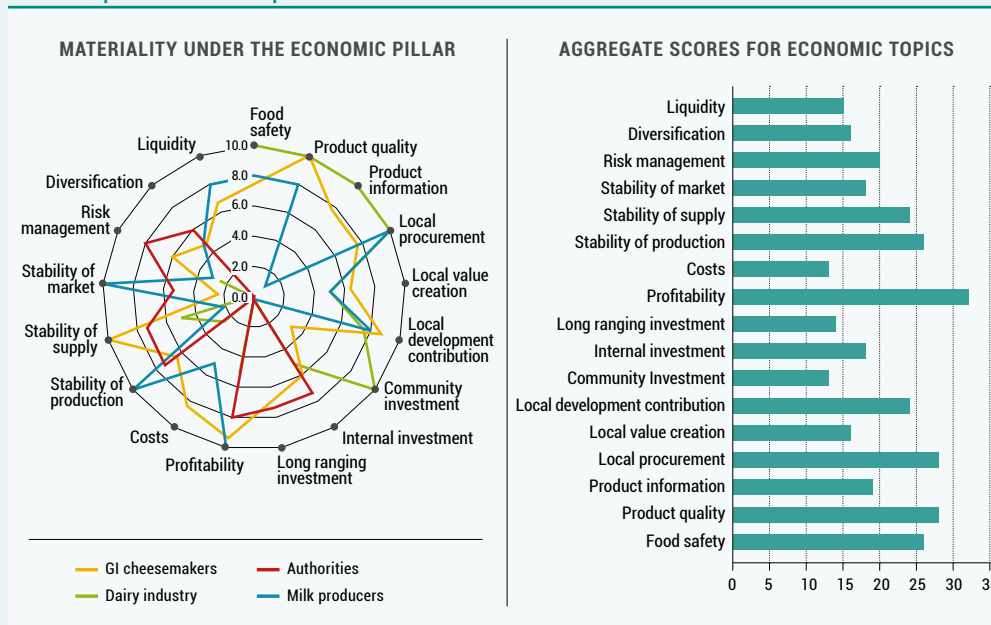 MATERIALITY UNDER THE ECONOMIC PILLAR
Food
safety
Product quality
Product
information
Local
procurement
Local value
creation
Local
development
contribution
Community
investment
Internal investment
Long ranging
investment
Profitability
Costs
Stability of
production
Stability of
supply
Stability of
market
Risk
management
Diversification
Liquidity
10.0
8.0
6.0
4.0
2.0
0.0
GI cheesemakers
Authorities
Dairy industry
Milk producers
AGGREGATE SCORES FOR ECONOMIC TOPICS
Liquidity
Diversification
Risk management
Stability of market
Stability of supply
Stability of production
Costs
Profitability
Long ranging investment
Internal investment
Community Investment
Local development contribution
Local value creation
Local procurement
Product information
Product quality
Food safety
0 5 10 15 20 25 30